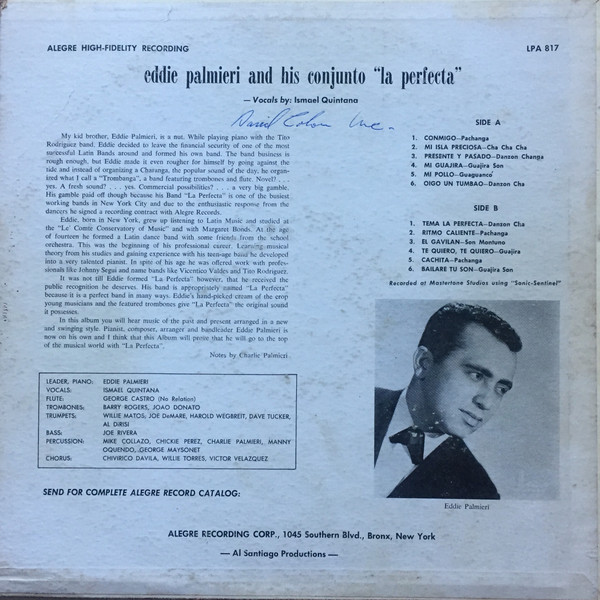 ALEGRE HIGH-FIDELITY RECORDING
LPA 817
eddie palmieri and his conjunto "la perfecta"
— Vocals by: Ismael Quintana
David Colon Inc.
My kid brother, Eddie Palmieri, is a nut. While playing piano with the Tito
Rodriguez band, Eddie decided to leave the financial security of one of the most
successful Latin Bands around and formed his own band. The band business is
rough enough, but Eddie made it even rougher for himself by going against the
tide and instead of organizing a Charanga, the popular sound of the day, he organ-
ized what I call a "Trombanga", a band featuring trombones and flute. Novel? . . .
yes. A fresh sound? . . . yes. Commercial possibilities? . . . a very big gamble.
His gamble paid off though because his Band "La Perfecta" is one of the busiest
working bands in New York City and due to the enthusiastic response from the
dancers he signed a recording contract with Alegre Records.
Eddie, born in New York, grew up listening to Latin Music and studied at
the "Le' Comte Conservatory of Music" and with Margaret Bonds. At the age
of fourteen he formed a Latin dance band with some friends from the school
orchestra. This was the beginning of his professional career. Learning musical
theory from his studies and gaining experience with his teenage band he developed
into a very talented pianist. In spite of his age he was offered work with profes-
sionals like Johnny Segui and name bands like Vicentico Valdes and Tito Rodriguez.
It was not till Eddie formed "La Perfecta" however, that he received the
public recognition he deserves. His band is appropriately named "La Perfecta"
because it is a perfect band in many ways. Eddie's hand-picked cream of the crop
young musicians and the featured trombones give "La Perfecta" the original sound
it possesses.
In this album you will hear music of the past and present arranged in a new
and swinging style. Pianist, composer, arranger and bandleader Eddie Palmieri is
now on his own and I think that this Album will prove that he will go to the top
of the musical world with "La Perfecta".
Notes by Charlie Palmieri
SIDE A
1. CONMIGO—Pachanga
2. MI ISLA PRECIOSA—Cha Cha Cha
3. PRESENTE Y PASADO—Danzon Changa
4. MI GUAJIRA—Guajira Son
5. MI POLLO—Guaguanco
6. OIGO UN TUMBAO—Danzon Cha
SIDE B
1. TEMA LA PERFECTA—Danzon Cha
2. RITMO CALIENTE—Pachanga
3. EL GAVILAN—Son Montuno
4. TE QUIERO, TE QUIERO—Guajira
5. CACHITA—Pachanga
6. BAILARE TU SON—Guajira Son
Recorded at Mastertone Studios using "Sonic-Sentinel"
LEADER, PIANO: EDDIE PALMIERI
VOCALS: ISMAEL QUINTANA
FLUTE: GEORGE CASTRO (No Relation)
TROMBONES: BARRY ROGERS, JOAO DONATO
TRUMPETS: WILLIE MATOS, JOE DeMARE, HAROLD WEGBREIT, DAVE TUCKER,
AL DiRISI
BASS: JOE RIVERA
PERCUSSION: MIKE COLLAZO, CHICKIE PEREZ, CHARLIE PALMIERI, MANNY
OQUENDO, GEORGE MAYSONET
CHORUS: CHIVIRICO DAVILA, WILLIE TORRES, VICTOR VELAZQUEZ
Eddie Palmieri
SEND FOR COMPLETE ALEGRE RECORD CATALOG:
ALEGRE RECORDING CORP., 1045 Southern Blvd., Bronx, New York
— Al Santiago Productions —